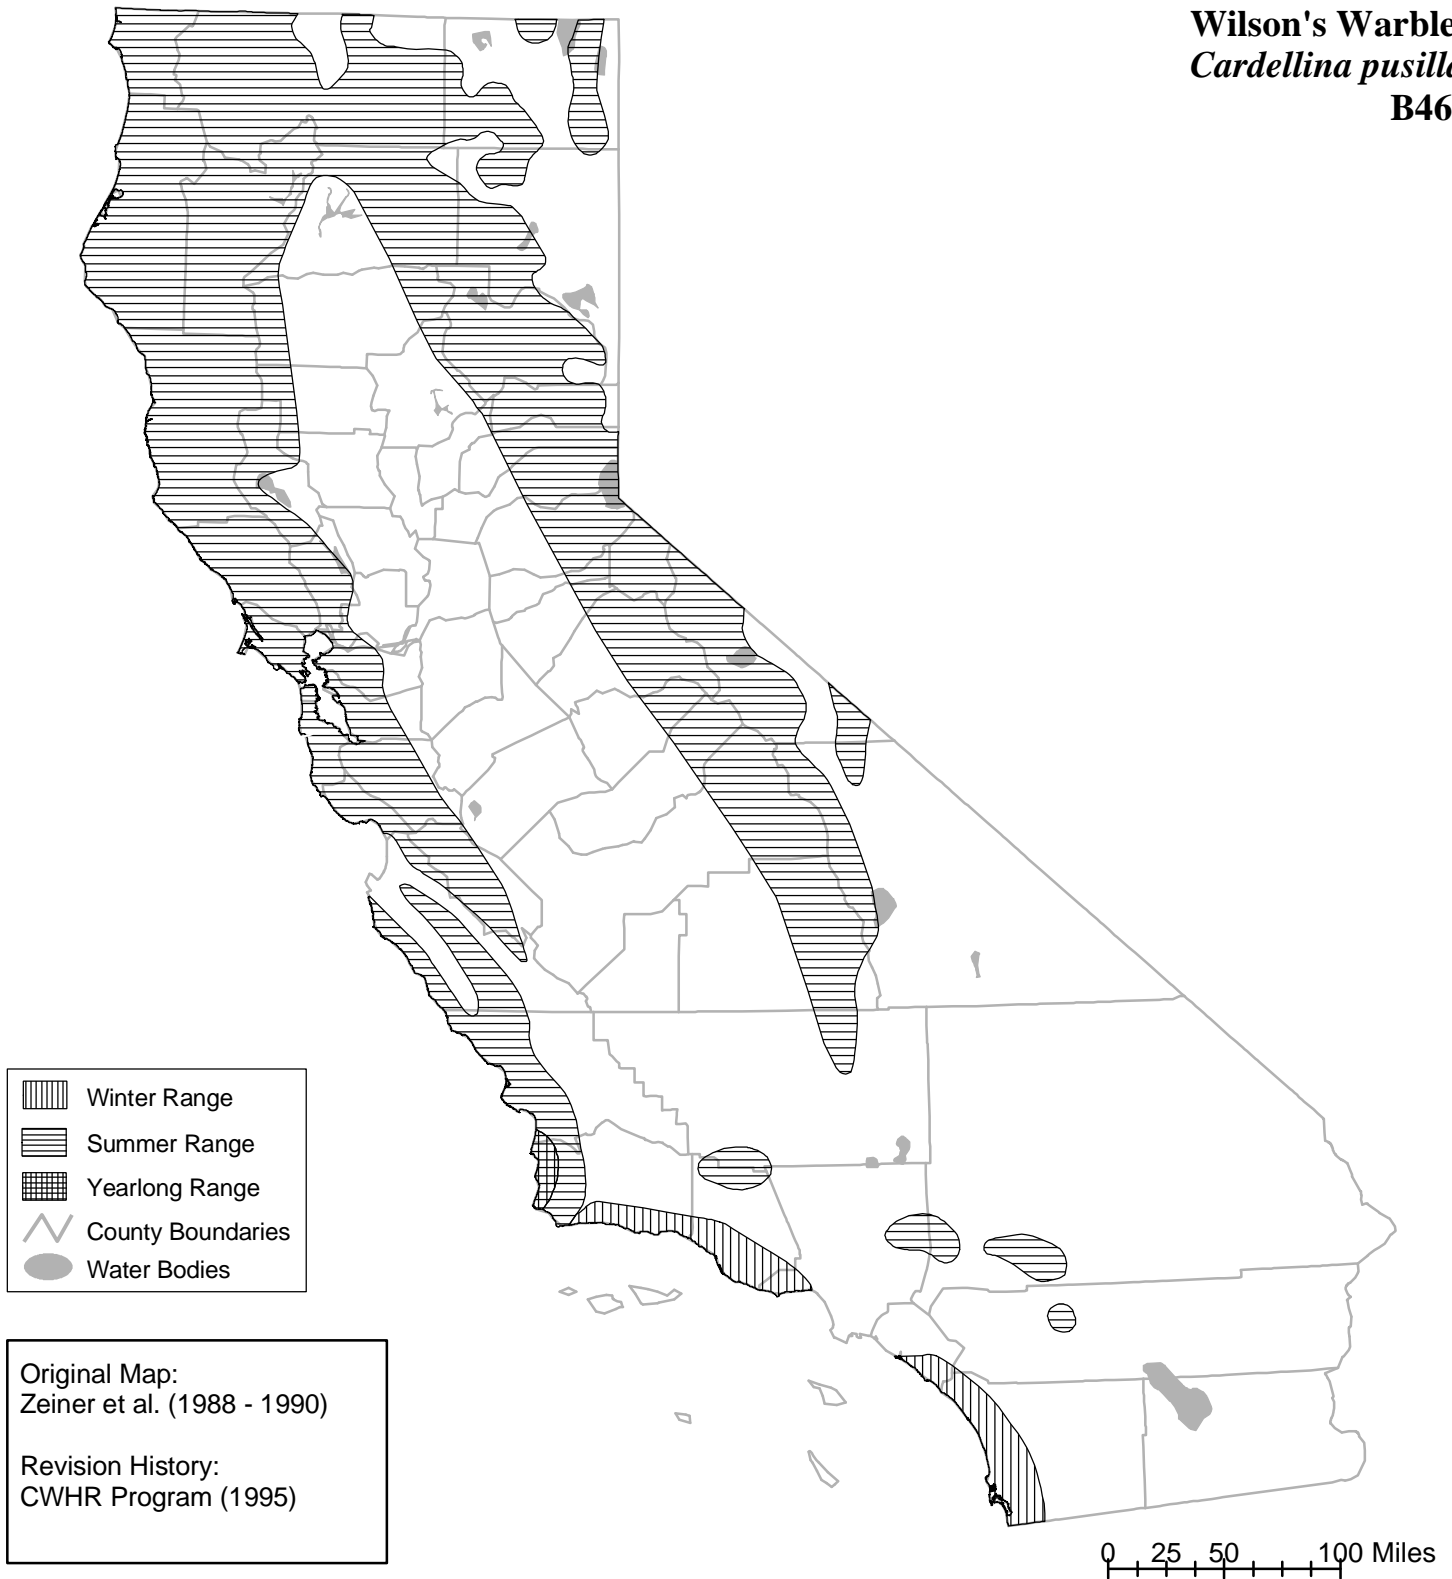 Wilson's Warble
Cardellina pusilla
B46
Winter Range
Summer Range
Yearlong Range
County Boundaries
Water Bodies
Original Map:
Zeiner et al. (1988 - 1990)
Revision History:
CWHR Program (1995)
0 25 50 100 Miles